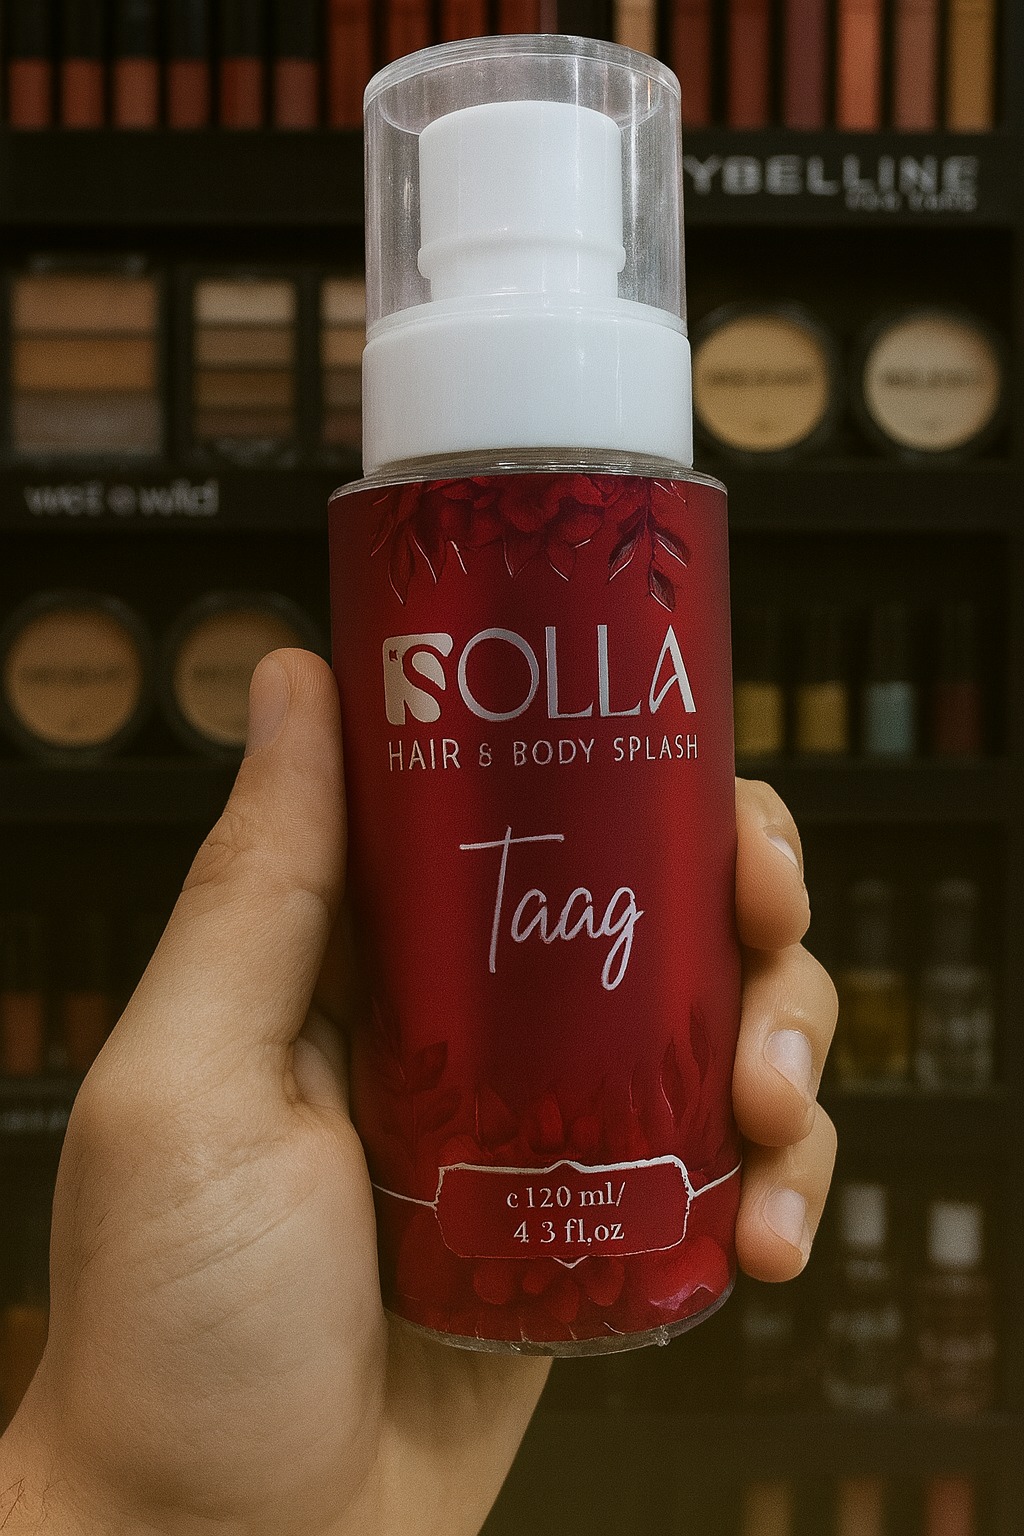 YBELLINE
wet n wild
SOLLA
HAIR & BODY SPLASH
Taag
c 120 ml/
4 3 fl.oz